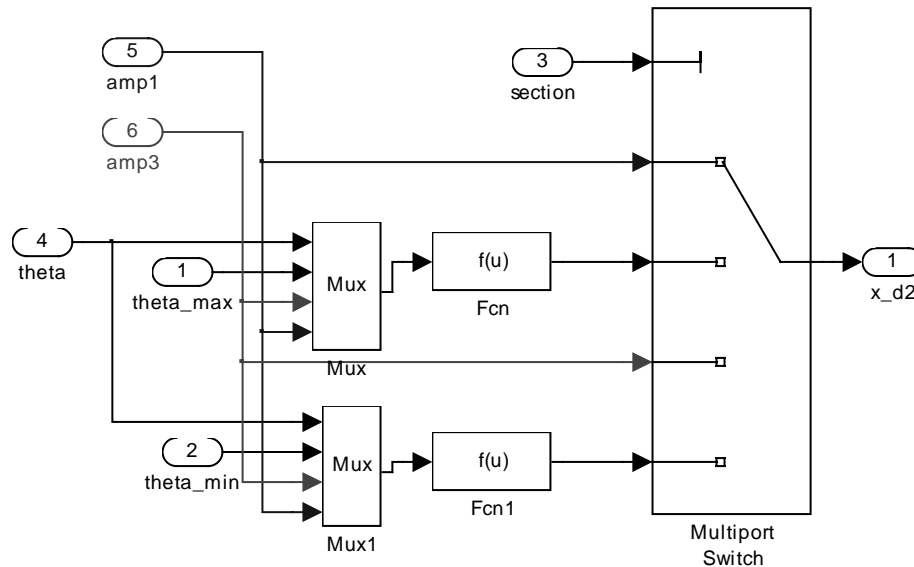 5
amp1
3
section
6
amp3
4
theta
1
theta_max
Mux
Mux
f(u)
Fcn
1
x_d2
2
theta_min
Mux
Mux1
f(u)
Fcn1
Multiport
Switch